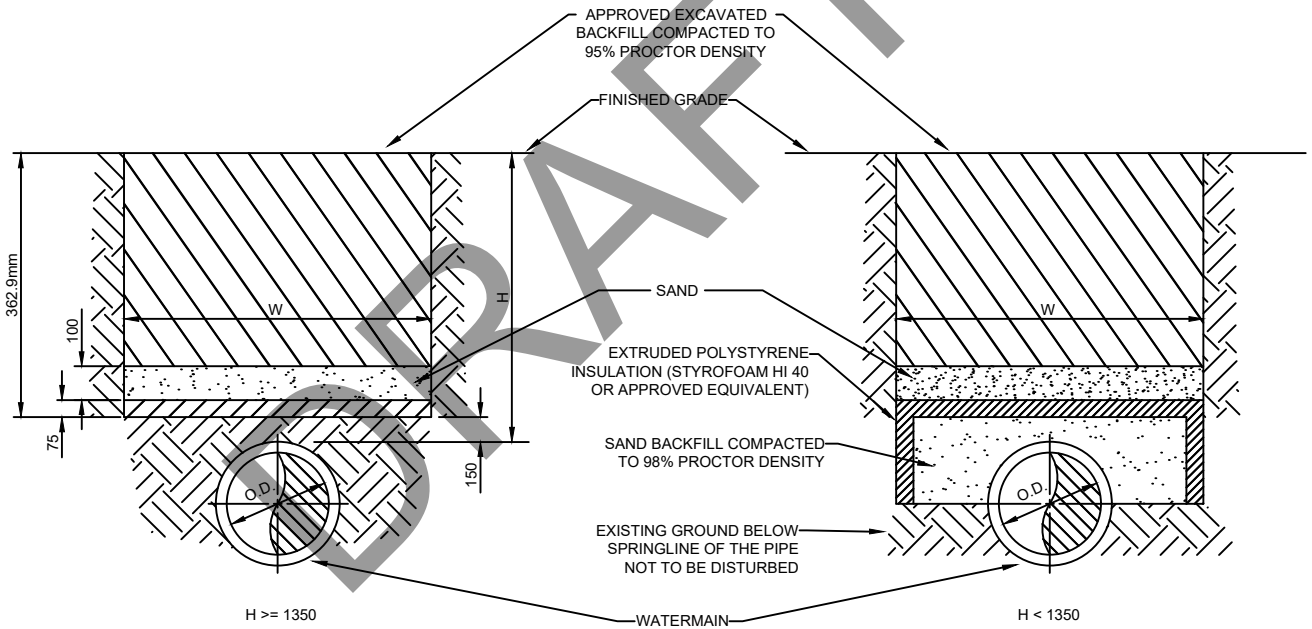 APPROVED EXCAVATED
BACKFILL COMPACTED TO
95% PROCTOR DENSITY
FINISHED GRADE
362.9mm
100
75
W
H
150
O.D.
H >= 1350
SAND
EXTRUDED POLYSTYRENE
INSULATION (STYROFOAM HI 40
OR APPROVED EQUIVALENT)
SAND BACKFILL COMPACTED
TO 98% PROCTOR DENSITY
EXISTING GROUND BELOW
SPRINGLINE OF THE PIPE
NOT TO BE DISTURBED
WATERMAIN
W
O.D.
H < 1350
DRAFT